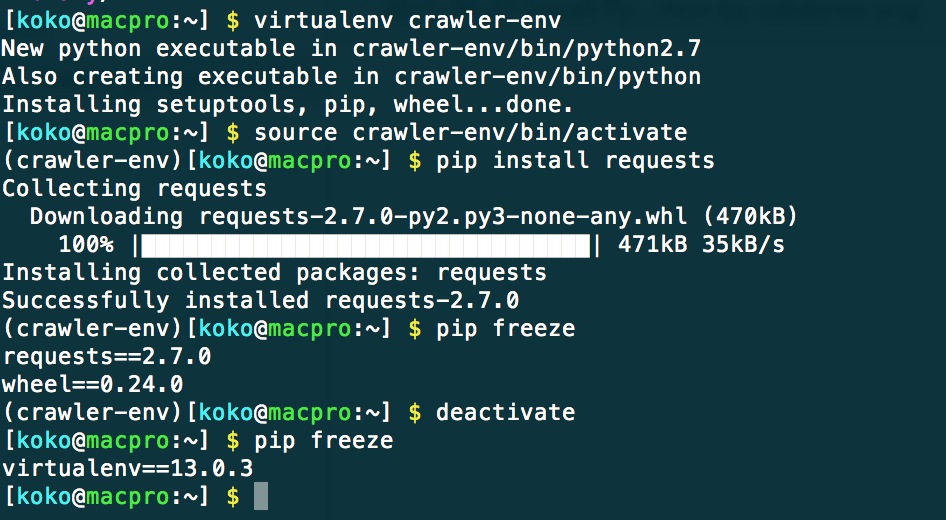 [koko@macpro:~] $ virtualenv crawler-env
New python executable in crawler-env/bin/python2.7
Also creating executable in crawler-env/bin/python
Installing setuptools, pip, wheel...done.
[koko@macpro:~] $ source crawler-env/bin/activate
(crawler-env)[koko@macpro:~] $ pip install requests
Collecting requests
  Downloading requests-2.7.0-py2.py3-none-any.whl (470kB)
    100% |████████████████████████████████| 471kB 35kB/s
Installing collected packages: requests
Successfully installed requests-2.7.0
(crawler-env)[koko@macpro:~] $ pip freeze
requests==2.7.0
wheel==0.24.0
(crawler-env)[koko@macpro:~] $ deactivate
[koko@macpro:~] $ pip freeze
virtualenv==13.0.3
[koko@macpro:~] $